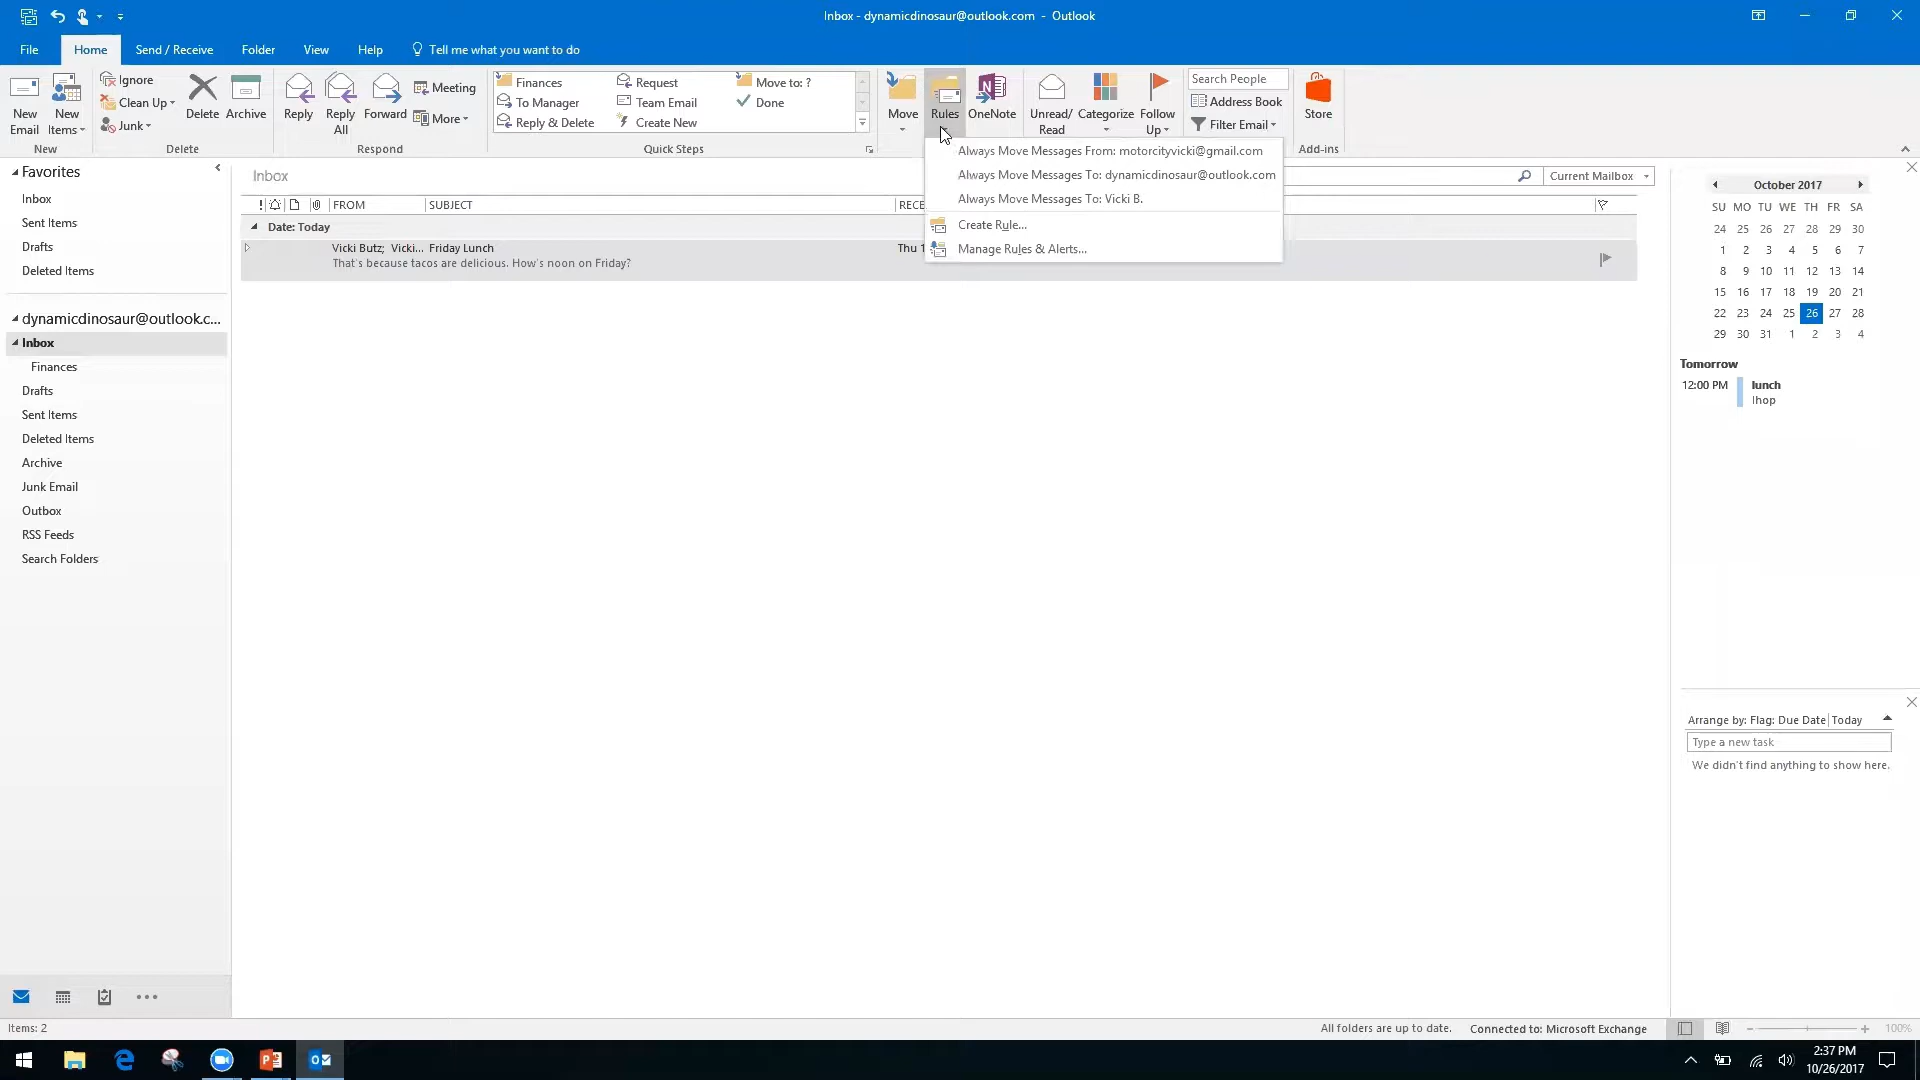 Inbox - dynamicdinosaur@outlook.com - Outlook
File Home Send / Receive Folder View Help Tell me what you want to do
New Email
New Items
Ignore
Clean Up
Junk
Delete
Archive
Reply
Reply All
Forward
Meeting
More
Finances
To Manager
Reply & Delete
Request
Team Email
Create New
Move to: ?
Done
Move
Rules
OneNote
Unread/ Read
Categorize
Follow Up
Search People
Address Book
Filter Email
Store
New Delete Respond Quick Steps Add-ins
Always Move Messages From: motorcityvicki@gmail.com
Always Move Messages To: dynamicdinosaur@outlook.com
Always Move Messages To: Vicki B.
Create Rule...
Manage Rules & Alerts...
Favorites
Inbox
Sent Items
Drafts
Deleted Items
dynamicdinosaur@outlook.c...
Inbox
Finances
Drafts
Sent Items
Deleted Items
Archive
Junk Email
Outbox
RSS Feeds
Search Folders
Inbox
Current Mailbox
! FROM SUBJECT RECE
Date: Today
Vicki Butz; Vicki... Friday Lunch Thu 1
That's because tacos are delicious. How's noon on Friday?
October 2017
SU MO TU WE TH FR SA
24 25 26 27 28 29 30
1 2 3 4 5 6 7
8 9 10 11 12 13 14
15 16 17 18 19 20 21
22 23 24 25 26 27 28
29 30 31 1 2 3 4
Tomorrow
12:00 PM lunch
Ihop
Arrange by: Flag: Due Date Today
Type a new task
We didn't find anything to show here.
Items: 2
All folders are up to date. Connected to: Microsoft Exchange
100%
2:37 PM
10/26/2017